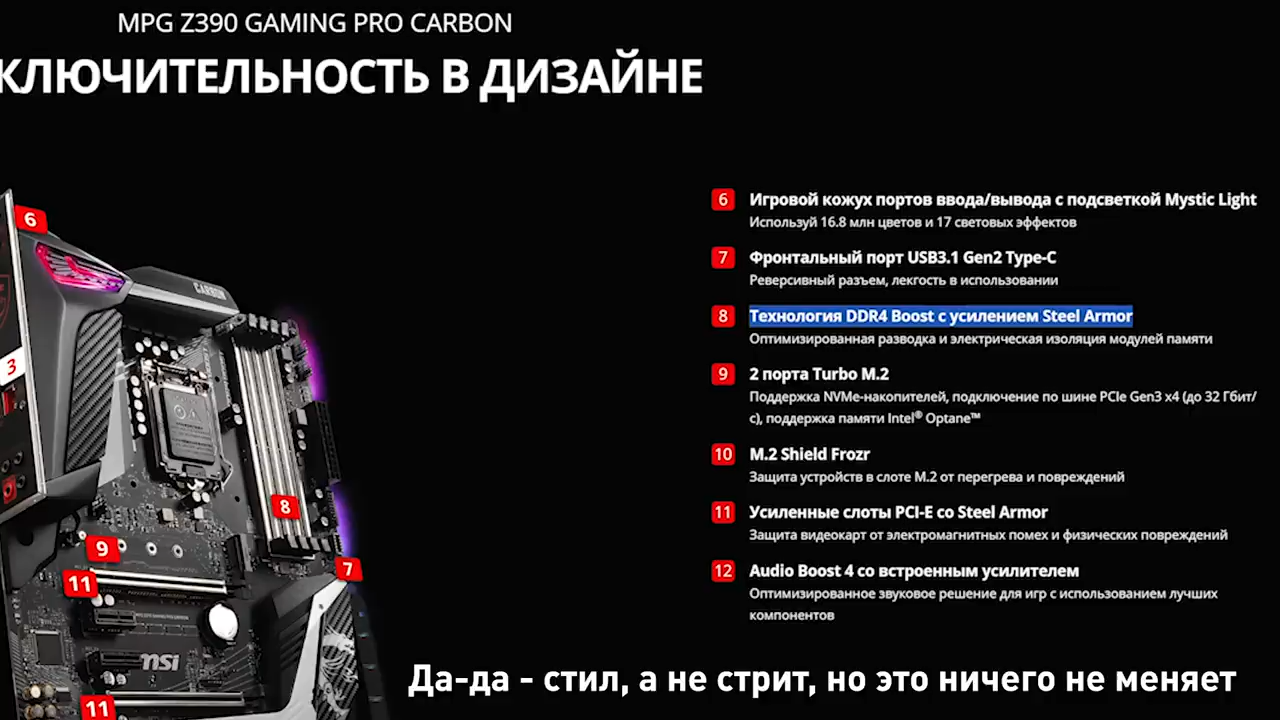 MPG Z390 GAMING PRO CARBON
КЛЮЧИТЕЛЬНОСТЬ В ДИЗАЙНЕ
6 Игровой кожух портов ввода/вывода с подсветкой Mystic Light
Используй 16.8 млн цветов и 17 световых эффектов
7 Фронтальный порт USB3.1 Gen2 Type-C
Реверсивный разъем, лекгость в использовании
8 Технология DDR4 Boost с усилением Steel Armor
Оптимизированная разводка и электрическая изоляция модулей памяти
9 2 порта Turbo M.2
Поддержка NVMe-накопителей, подключение по шине PCIe Gen3 x4 (до 32 Гбит/
с), поддержка памяти Intel® Optane™
10 M.2 Shield Frozr
Защита устройств в слоте M.2 от перегрева и повреждений
11 Усиленные слоты PCI-E со Steel Armor
Защита видеокарт от электромагнитных помех и физических повреждений
12 Audio Boost 4 со встроенным усилителем
Оптимизированное звуковое решение для игр с использованием лучших
компонентов
6
CARBON
3
8
9
7
11
msi
11
Да-да - стил, а не стрит, но это ничего не меняет